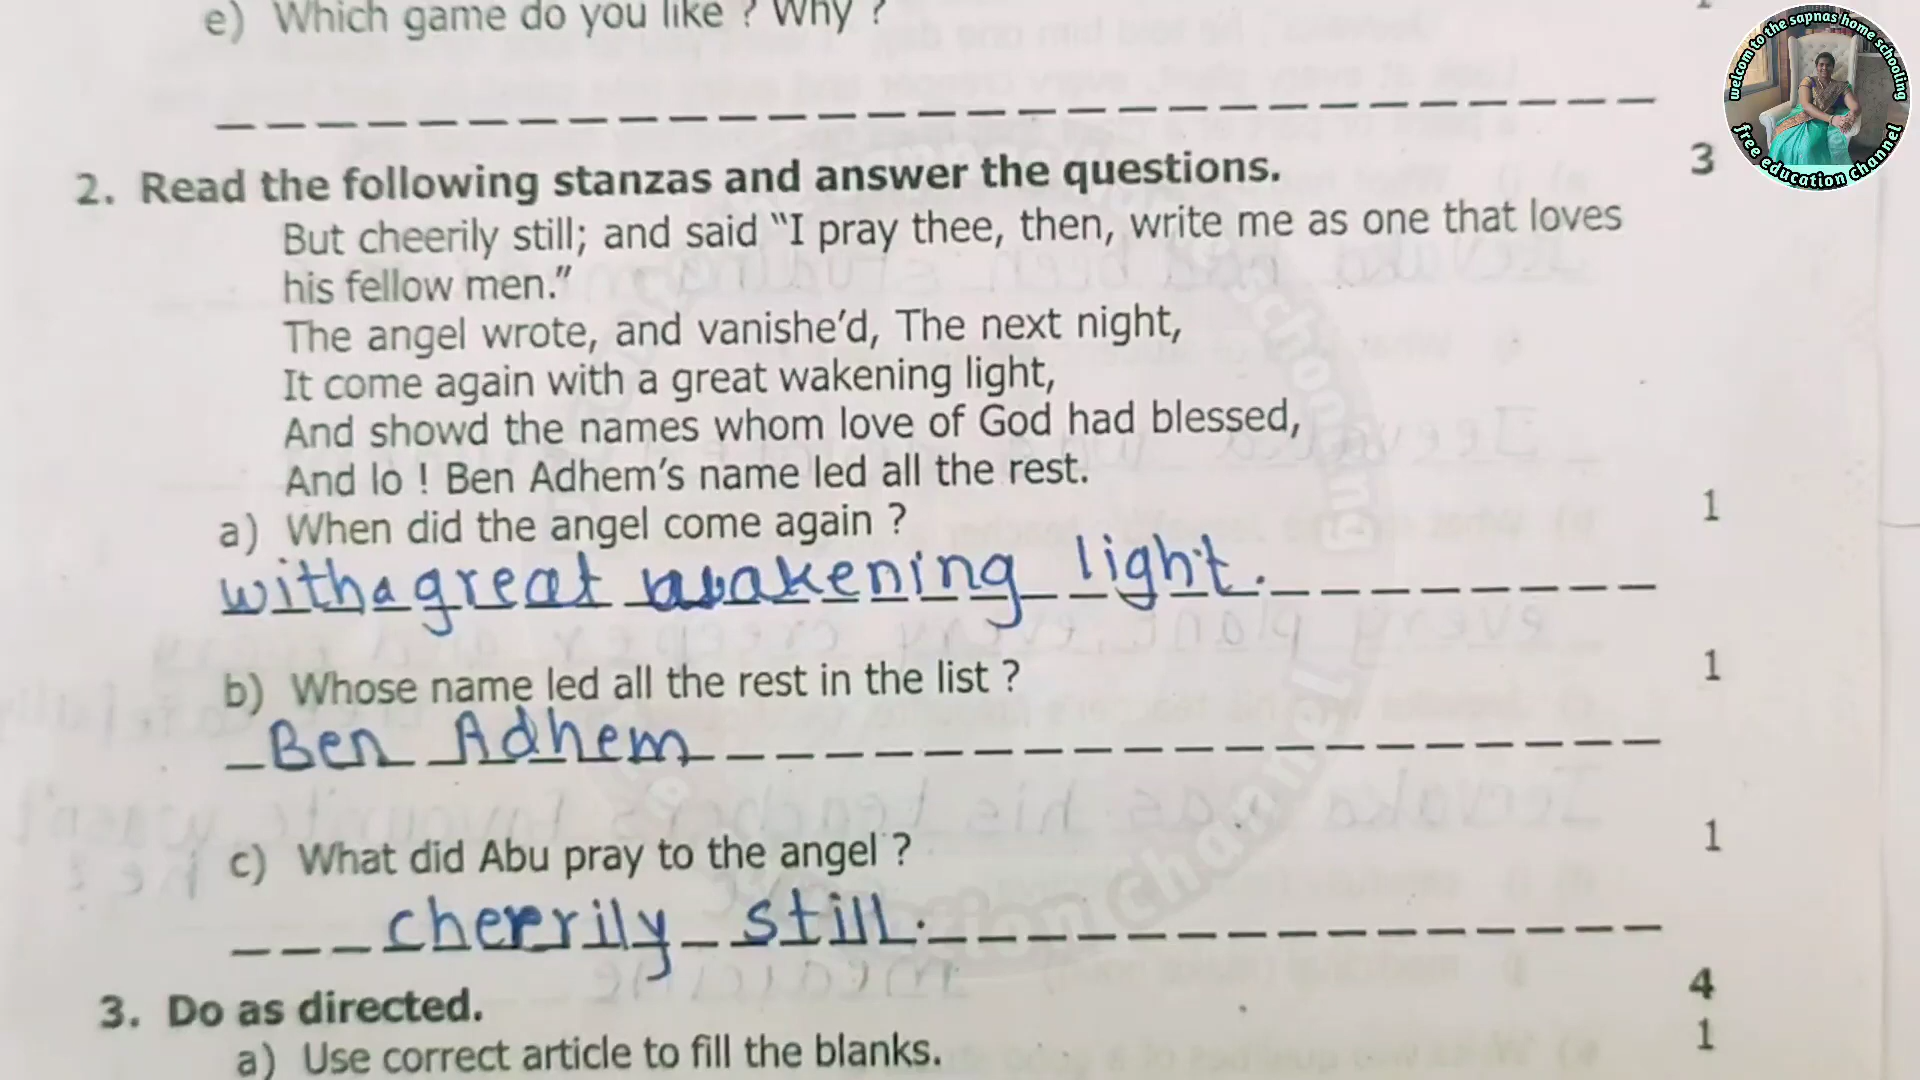 e) Which game do you like ? Why ?
welcom to the sapnas home schooling
free education channel
2. Read the following stanzas and answer the questions. 3
But cheerily still; and said “I pray thee, then, write me as one that loves
his fellow men.”
The angel wrote, and vanishe’d, The next night,
It come again with a great wakening light,
And showd the names whom love of God had blessed,
And lo ! Ben Adhem’s name led all the rest.
a) When did the angel come again ? 1
with a great wakening light.
b) Whose name led all the rest in the list ? 1
Ben Adhem
c) What did Abu pray to the angel ? 1
cherrily still.
3. Do as directed. 4
a) Use correct article to fill the blanks. 1